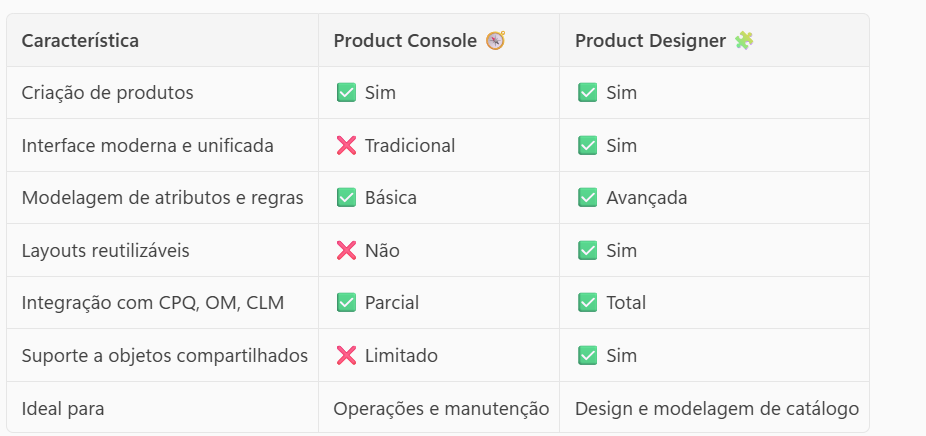 Característica Product Console 🧭 Product Designer 🧩
Criação de produtos ✅ Sim ✅ Sim
Interface moderna e unificada ❌ Tradicional ✅ Sim
Modelagem de atributos e regras ✅ Básica ✅ Avançada
Layouts reutilizáveis ❌ Não ✅ Sim
Integração com CPQ, OM, CLM ✅ Parcial ✅ Total
Suporte a objetos compartilhados ❌ Limitado ✅ Sim
Ideal para Operações e manutenção Design e modelagem de catálogo